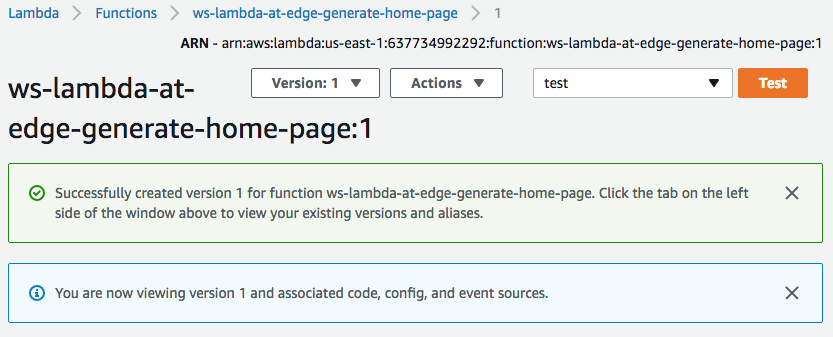 Lambda > Functions > ws-lambda-at-edge-generate-home-page > 1
ARN - arn:aws:lambda:us-east-1:637734992292:function:ws-lambda-at-edge-generate-home-page:1
ws-lambda-at-
edge-generate-home-page:1
Version: 1
Actions
test
Test
Successfully created version 1 for function ws-lambda-at-edge-generate-home-page. Click the tab on the left
side of the window above to view your existing versions and aliases.
You are now viewing version 1 and associated code, config, and event sources.